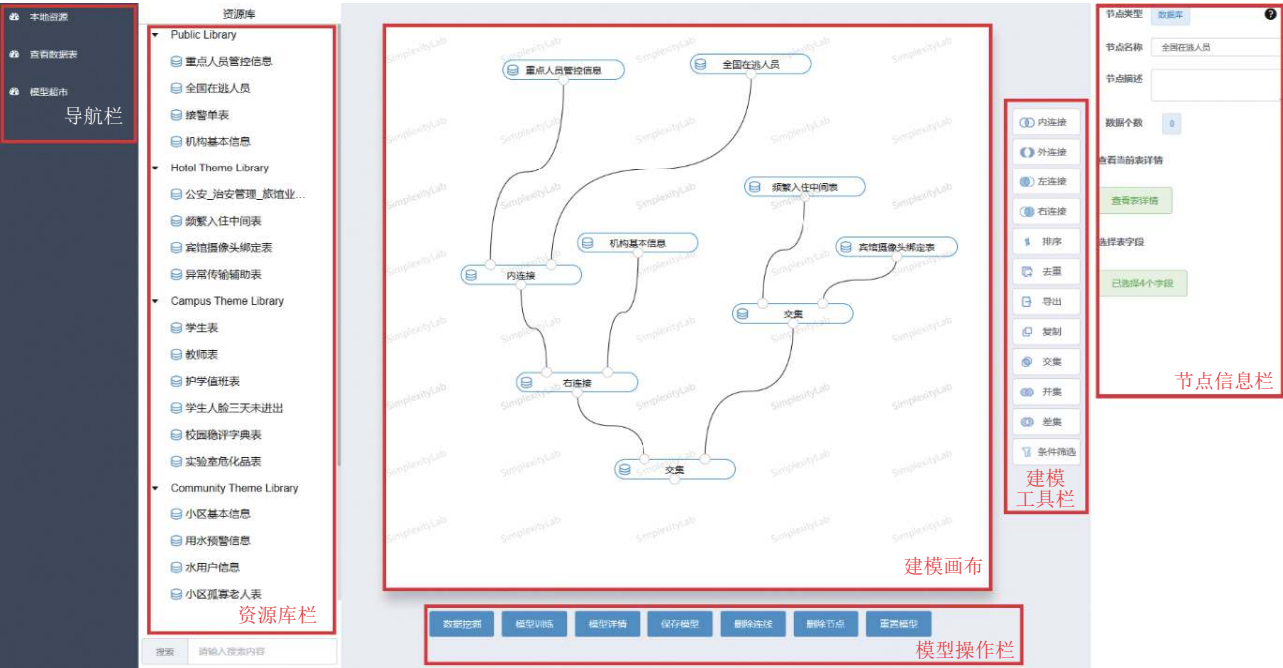 本地资源
查看数据表
模型超市
导航栏
资源库
Public Library
重点人员管控信息
全国在逃人员
接警单表
机构基本信息
Hotel Theme Library
公安_治安管理_旅馆业...
频繁入住中间表
宾馆摄像头绑定表
异常传输辅助表
Campus Theme Library
学生表
教师表
护学值班表
学生人脸三天未进出
校园稳评字典表
实验室危化品表
Community Theme Library
小区基本信息
用水预警信息
水用户信息
小区孤寡老人表
资源库栏
搜索 请输入搜索内容
重点人员管控信息
全国在逃人员
频繁入住中间表
机构基本信息
宾馆摄像头绑定表
内连接
交集
右连接
交集
SimplexityLab
建模画布
内连接
外连接
左连接
右连接
排序
去重
导出
复制
交集
并集
差集
条件筛选
建模
工具栏
数据挖掘 模型训练 模型详情 保存模型 删除连线 删除节点 重置模型
模型操作栏
节点类型 数据库
节点名称 全国在逃人员
节点描述
数据个数 0
查看当前表详情
查看表详情
选择表字段
已选择4个字段
节点信息栏